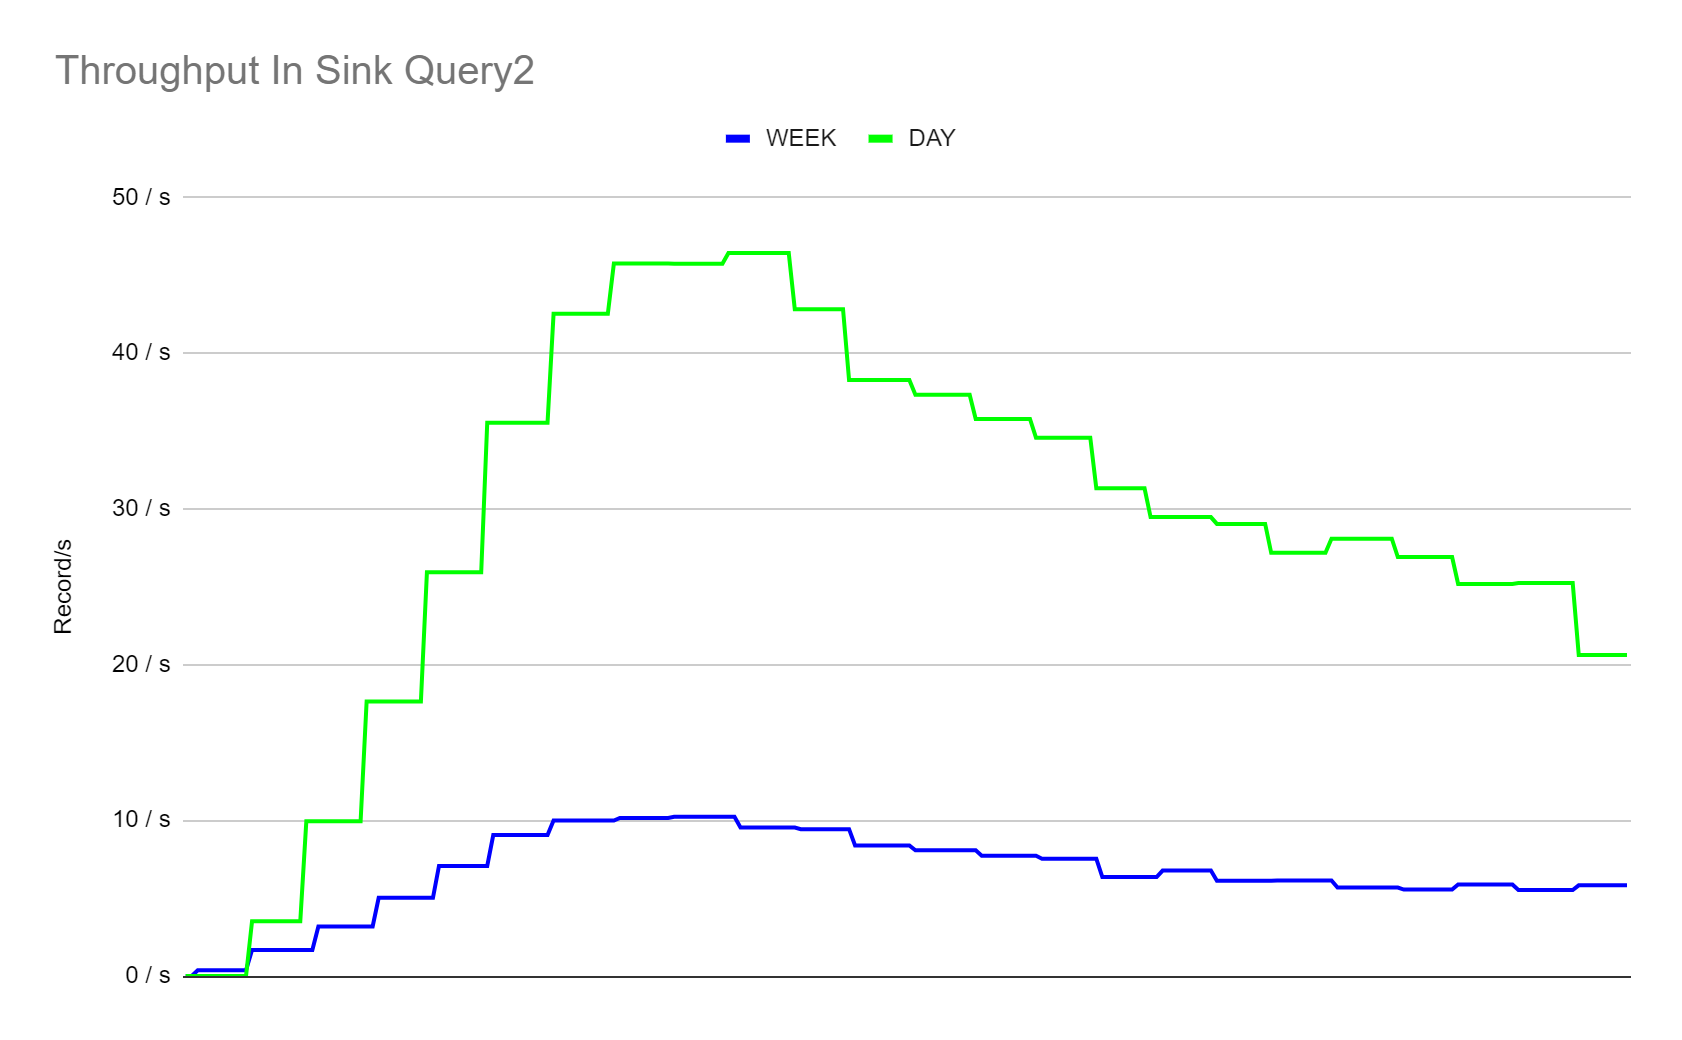 Throughput In Sink Query2
WEEK
DAY
50 / s
40 / s
30 / s
20 / s
10 / s
0 / s
Record/s